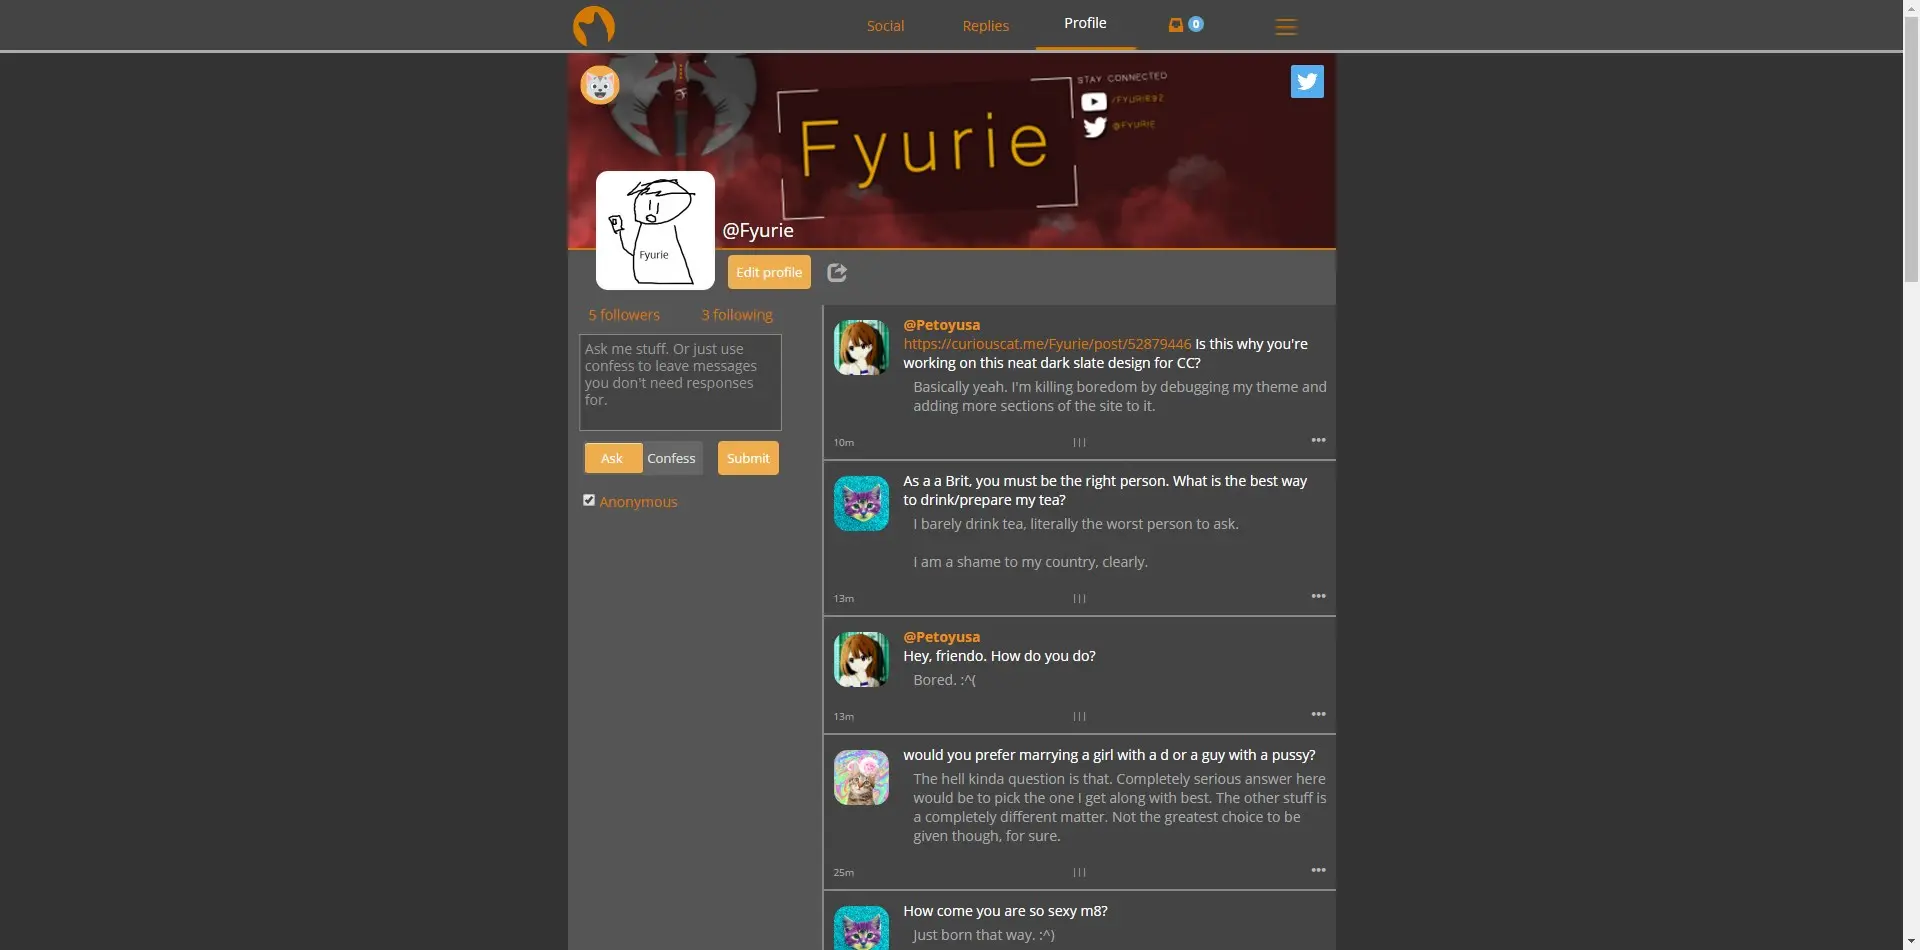 Social
Replies
Profile
0
STAY CONNECTED
/FYURIE92
@FYURIE
Fyurie
Fyurie
@Fyurie
Edit profile
5 followers
3 following
Ask me stuff. Or just use
confess to leave messages
you don't need responses
for.
Ask
Confess
Submit
Anonymous
@Petoyusa
https://curiouscat.me/Fyurie/post/52879446 Is this why you're
working on this neat dark slate design for CC?
Basically yeah. I'm killing boredom by debugging my theme and
adding more sections of the site to it.
10m
As a a Brit, you must be the right person. What is the best way
to drink/prepare my tea?
I barely drink tea, literally the worst person to ask.
I am a shame to my country, clearly.
13m
@Petoyusa
Hey, friendo. How do you do?
Bored. :^(
13m
would you prefer marrying a girl with a d or a guy with a pussy?
The hell kinda question is that. Completely serious answer here
would be to pick the one I get along with best. The other stuff is
a completely different matter. Not the greatest choice to be
given though, for sure.
25m
How come you are so sexy m8?
Just born that way. :^)